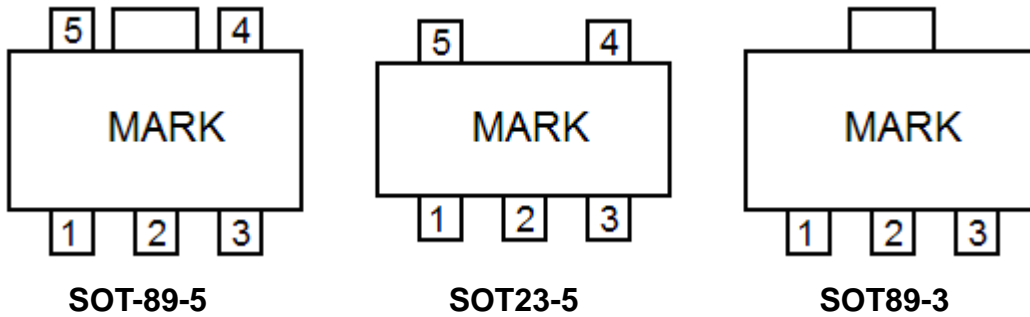 5 4 5 4
MARK MARK MARK
1 2 3 1 2 3 1 2 3
SOT-89-5 SOT23-5 SOT89-3